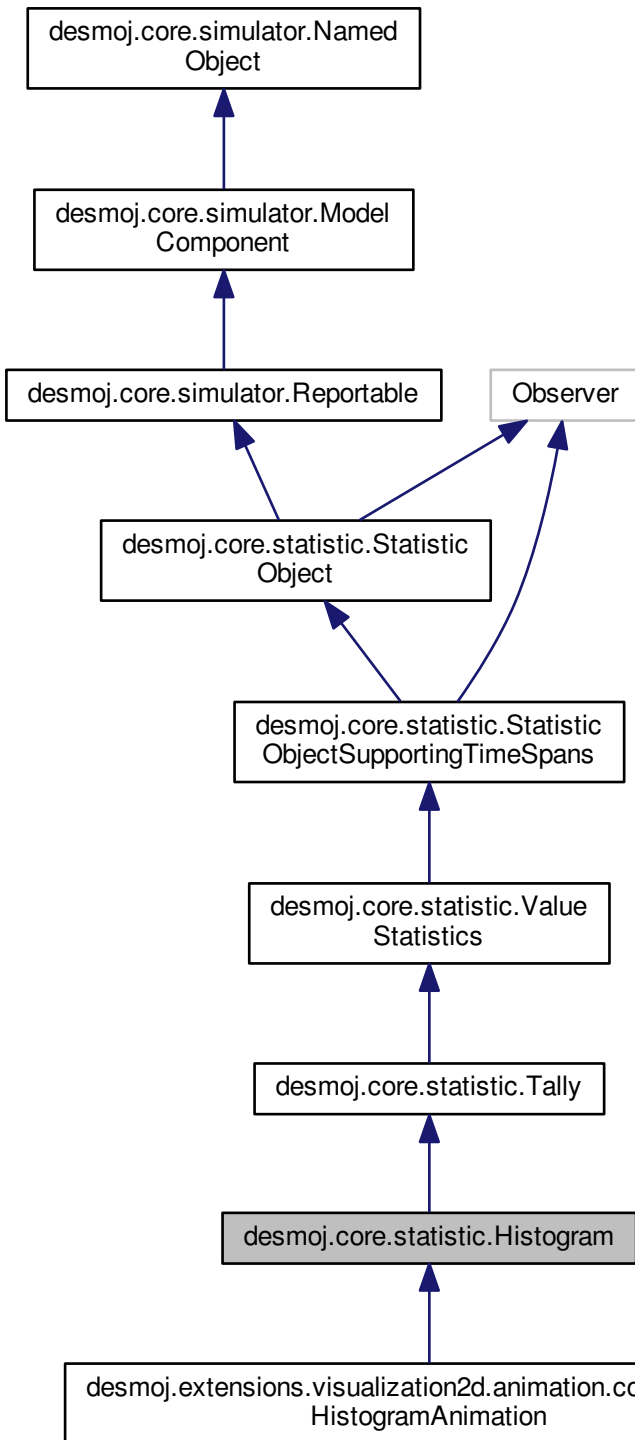 desmoj.core.simulator.Named
Object
desmoj.core.simulator.Model
Component
desmoj.core.simulator.Reportable
Observer
desmoj.core.statistic.Statistic
Object
desmoj.core.statistic.Statistic
ObjectSupportingTimeSpans
desmoj.core.statistic.Value
Statistics
desmoj.core.statistic.Tally
desmoj.core.statistic.Histogram
desmoj.extensions.visualization2d.animation.co
HistogramAnimation